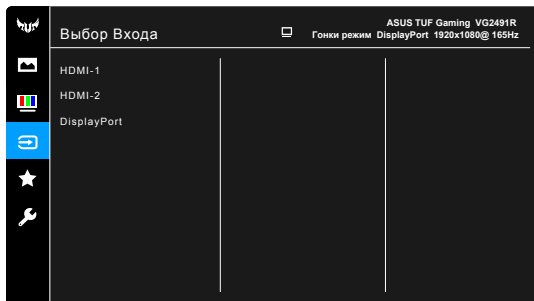 Выбор Входа
ASUS TUF Gaming VG2491R
Гонки режим DisplayPort 1920x1080@ 165Hz
HDMI-1
HDMI-2
DisplayPort